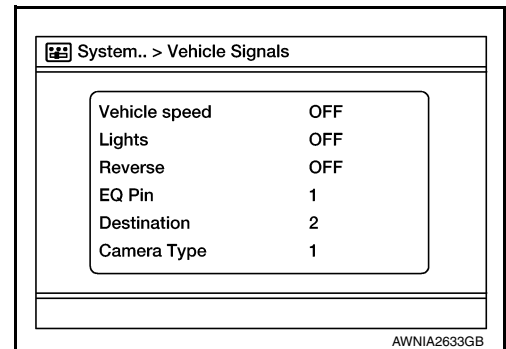 System.. > Vehicle Signals
Vehicle speed OFF
Lights OFF
Reverse OFF
EQ Pin 1
Destination 2
Camera Type 1
AWNIA2633GB